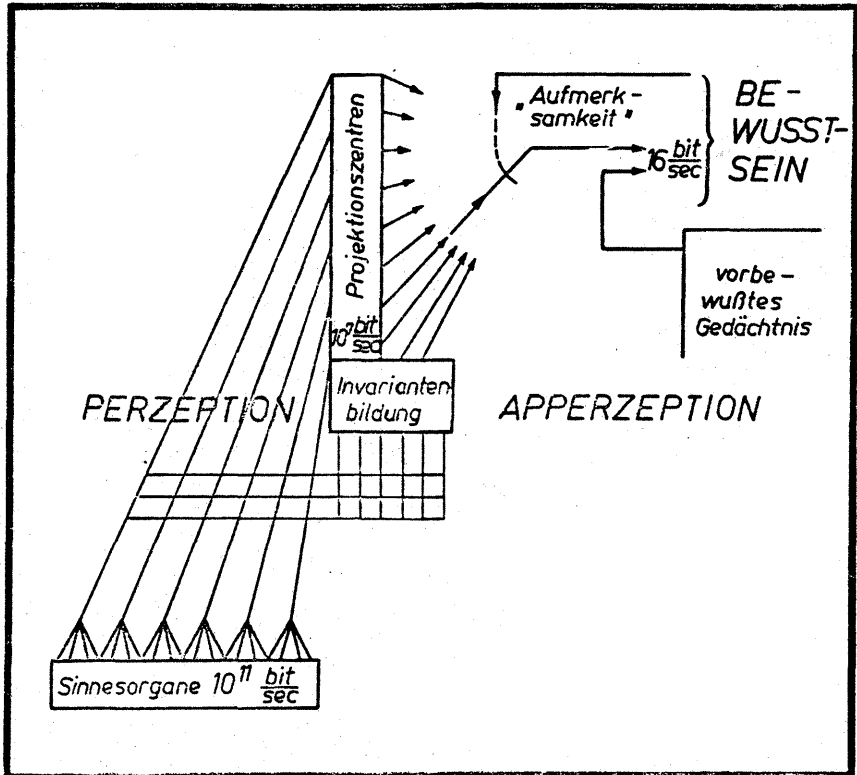 "Aufmerk-
samkeit"
BE-
WUSST-
SEIN
16 bit/sec
Projektionszentren
10⁷ bit/sec
vorbe-
wußtes
Gedächtnis
Invarianten-
bildung
PERZEPTION
APPERZEPTION
Sinnesorgane 10¹¹ bit/sec